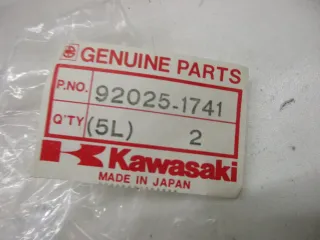 GENUINE PARTS
P.NO. 92025-1741
Q'TY (5L) 2
Kawasaki
MADE IN JAPAN